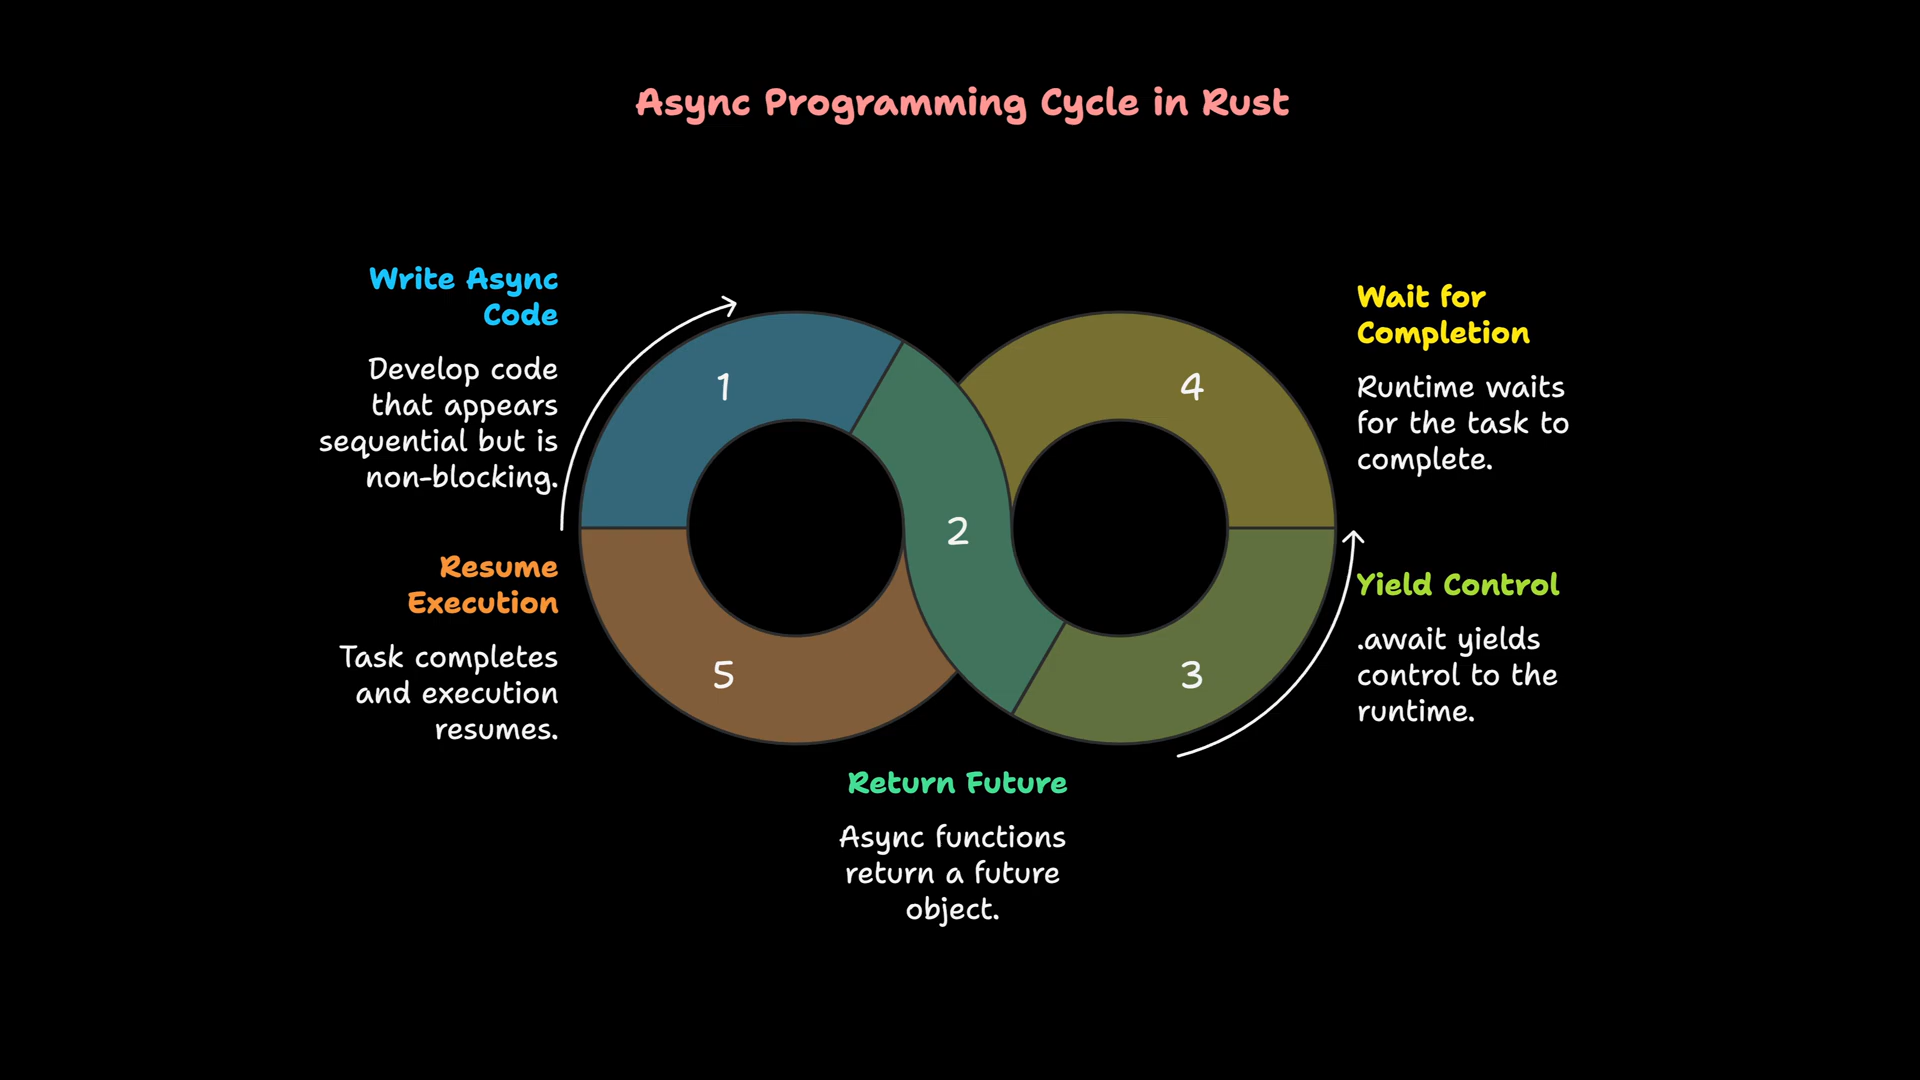 Async Programming Cycle in Rust
Write Async
Code
Develop code
that appears
sequential but is
non-blocking.
1
2
Return Future
Async functions
return a future
object.
3
Yield Control
.await yields
control to the
runtime.
4
Wait for
Completion
Runtime waits
for the task to
complete.
5
Resume
Execution
Task completes
and execution
resumes.